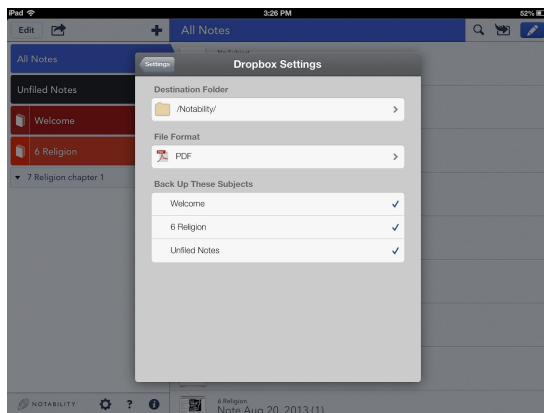 iPad 3:26 PM 52%
Edit All Notes
All Notes
Unfiled Notes
Welcome
6 Religion
7 Religion chapter 1
No Subject
Settings Dropbox Settings
Destination Folder
/Notability/
File Format
PDF
Back Up These Subjects
Welcome
6 Religion
Unfiled Notes
NOTABILITY ?
6 Religion
Note Aug 20, 2013 (1)